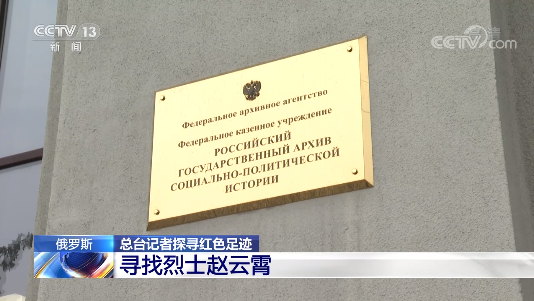 CCTV 13
新闻
CCTV.com
Федеральное архивное агентство
Федеральное казенное учреждение
РОССИЙСКИЙ
ГОСУДАРСТВЕННЫЙ АРХИВ
СОЦИАЛЬНО-ПОЛИТИЧЕСКОЙ
ИСТОРИИ
俄罗斯
总台记者探寻红色足迹
寻找烈士赵云霄